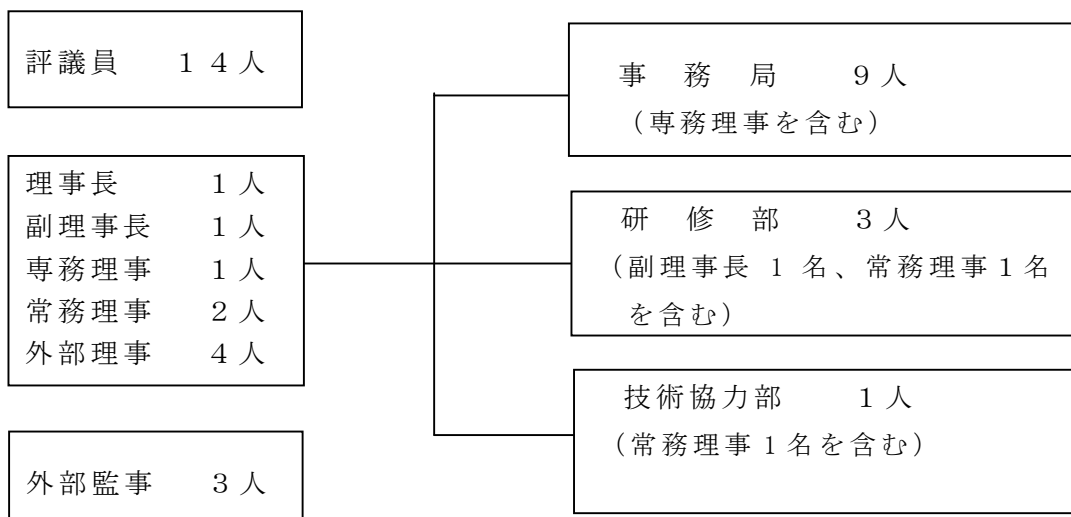 評議員　１４人
理事長　１人
副理事長　１人
専務理事　１人
常務理事　２人
外部理事　４人
外部監事　３人
事　務　局　９人
（専務理事を含む）
研　修　部　３人
（副理事長１名、常務理事１名
を含む）
技術協力部　１人
（常務理事１名を含む）